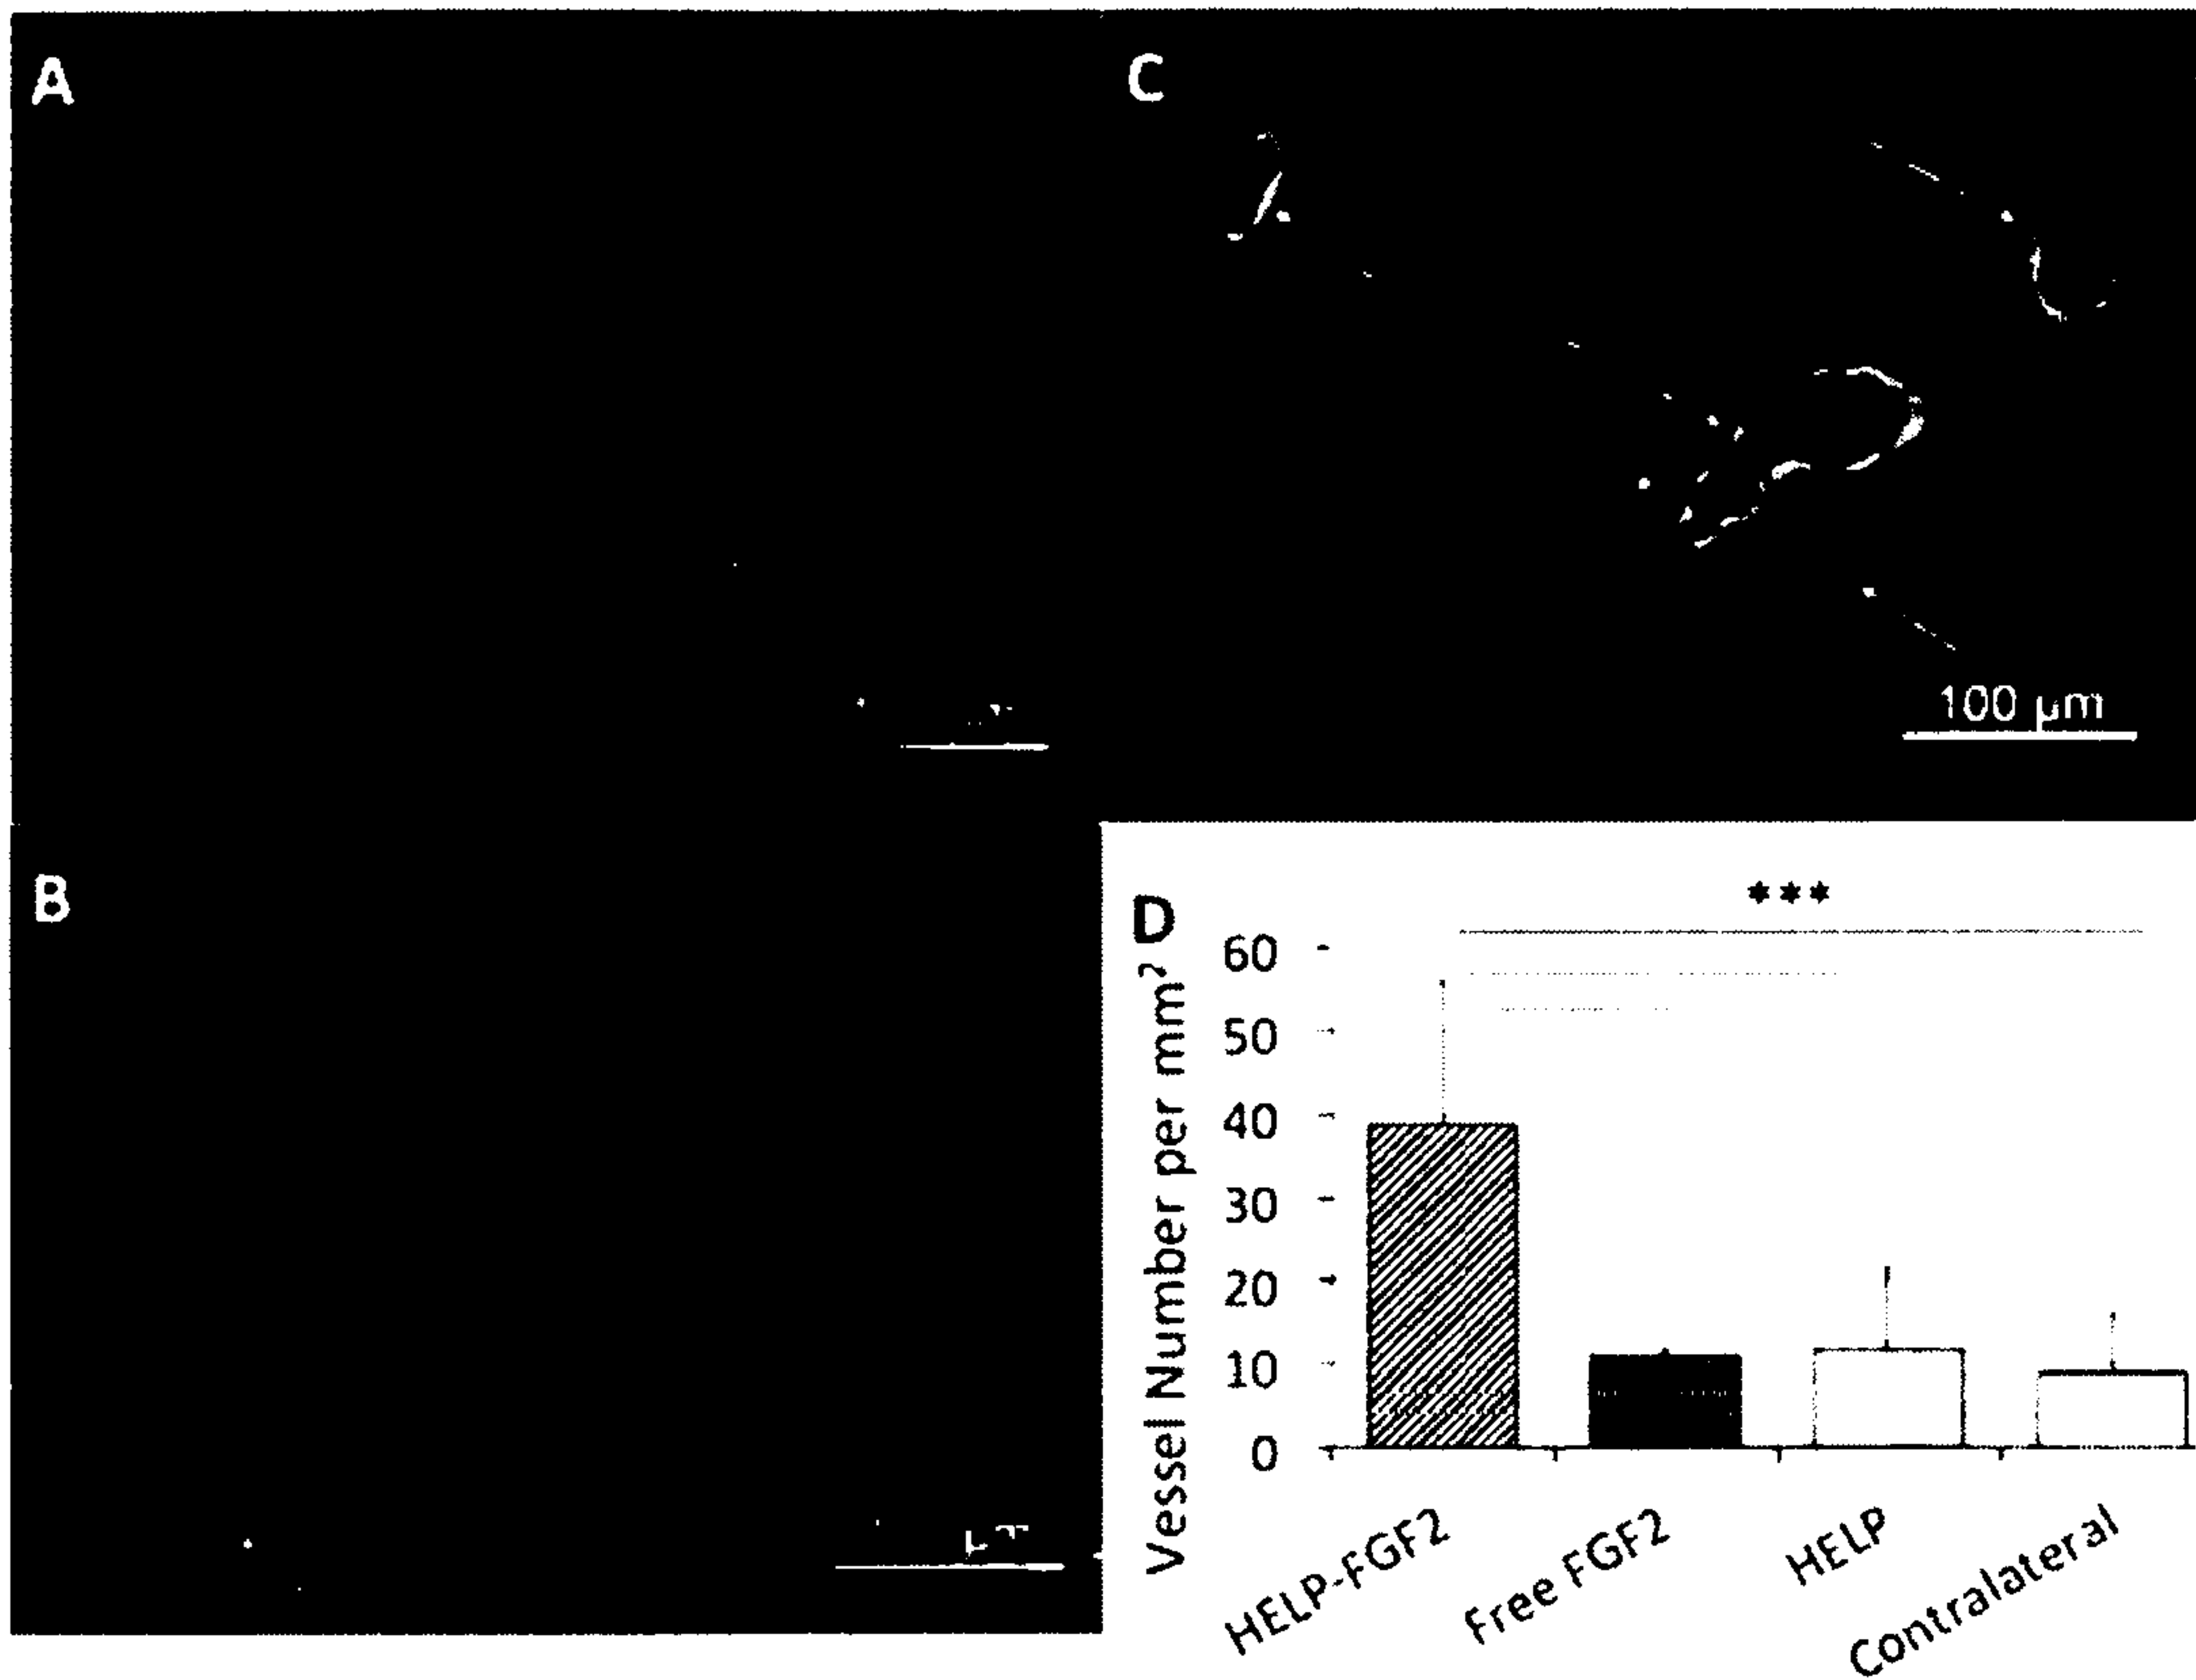 A
C
100 µm
B
D
***
60
50
40
30
20
10
0
Vessel Number per mm²
HELP-FGF2
Free FGF2
HELP
Contralateral